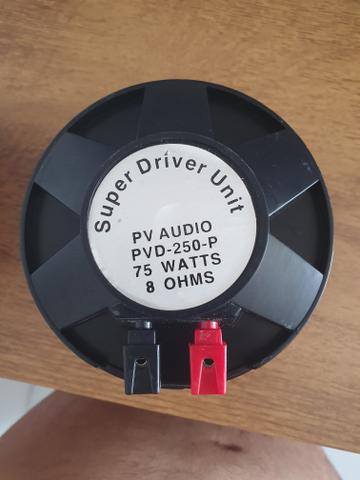 Super Driver Unit
PV AUDIO
PVD-250-P
75 WATTS
8 OHMS